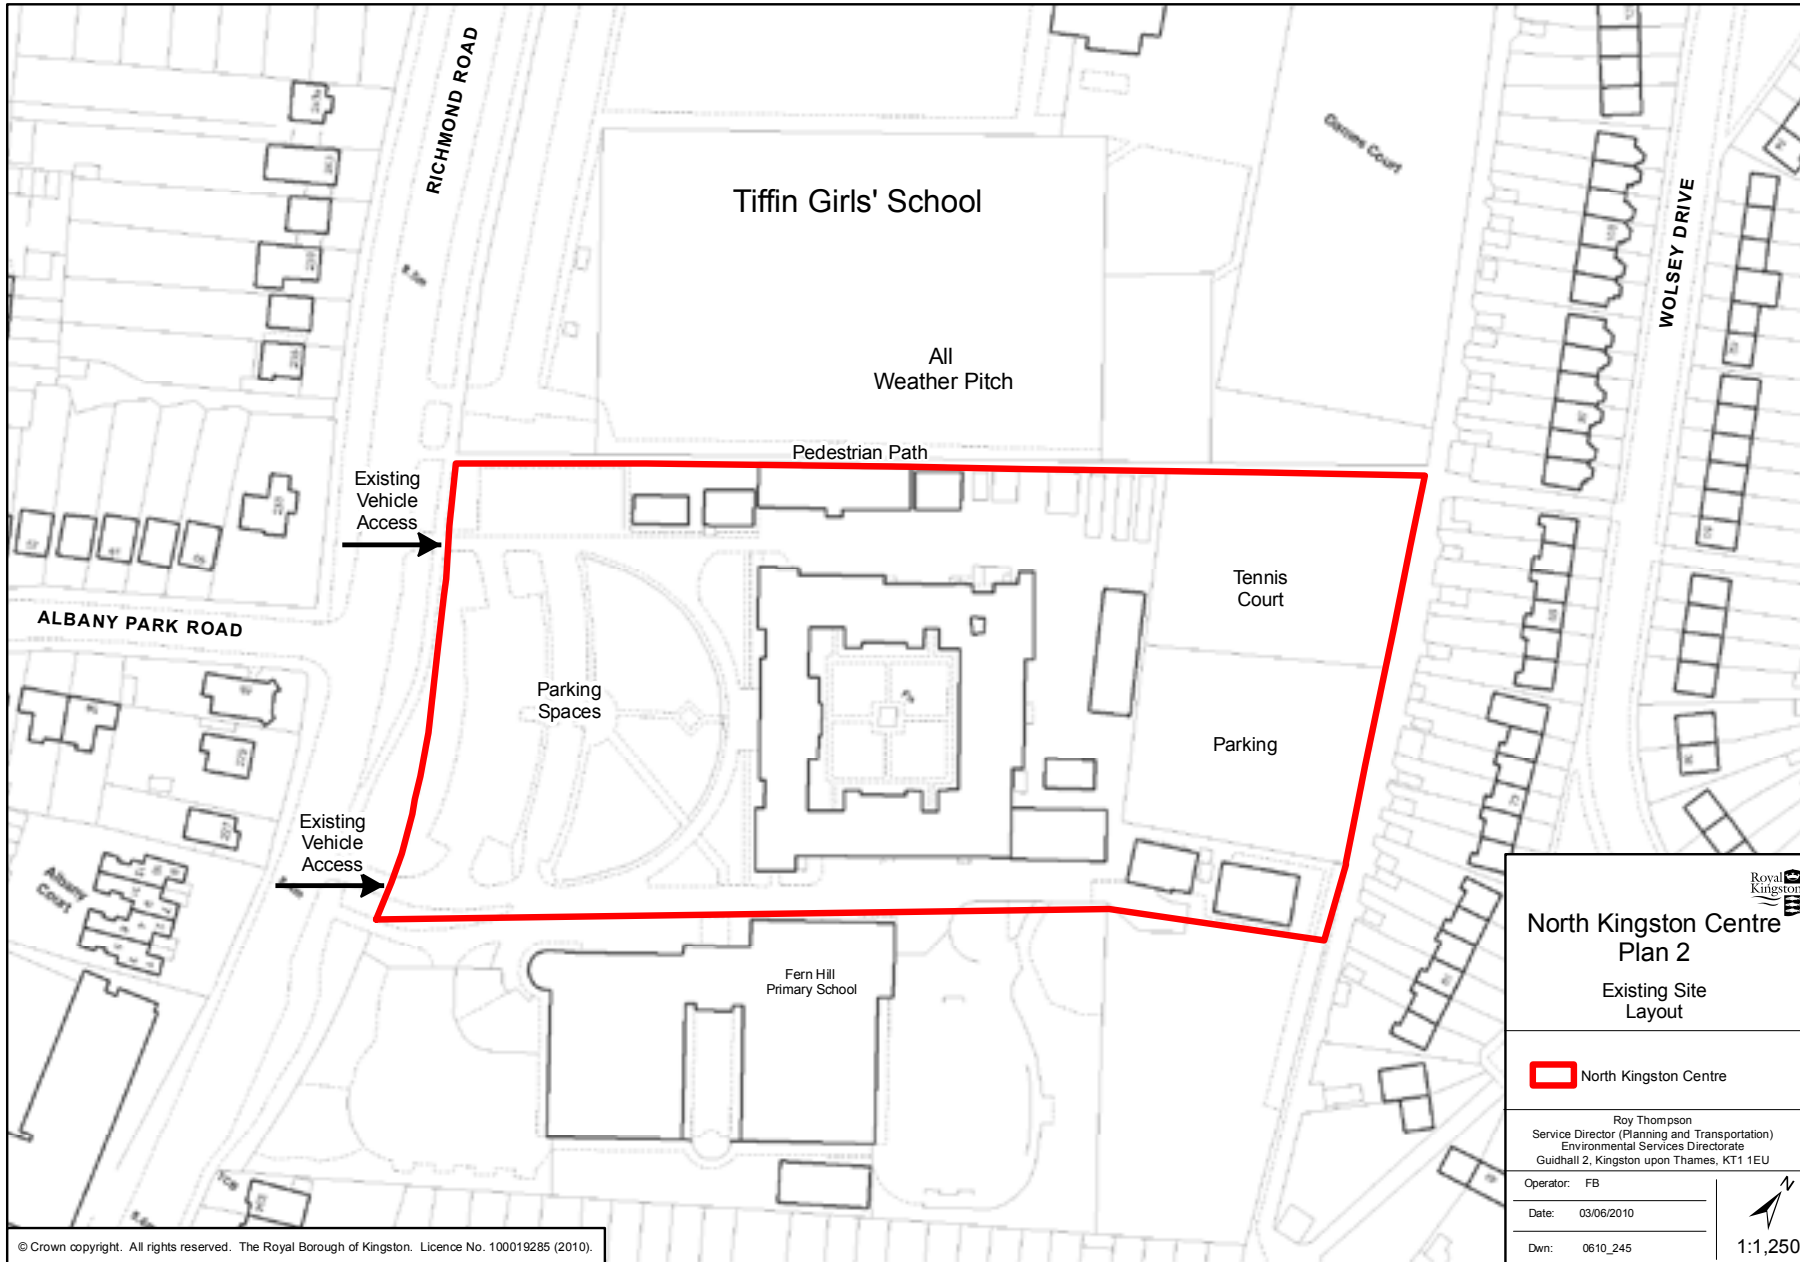 RICHMOND ROAD
Tiffin Girls' School
All
Weather Pitch
WOLSEY DRIVE
Pedestrian Path
Existing
Vehicle
Access
ALBANY PARK ROAD
Tennis
Court
Parking
Spaces
Parking
Existing
Vehicle
Access
Albany
Court
Fern Hill
Primary School
Royal
Kingston
North Kingston Centre
Plan 2
Existing Site
Layout
North Kingston Centre
Roy Thompson
Service Director (Planning and Transportation)
Environmental Services Directorate
Guidhall 2, Kingston upon Thames, KT1 1EU
Operator: FB
Date: 03/06/2010
Dwn: 0610_245
N
1:1,250
© Crown copyright. All rights reserved. The Royal Borough of Kingston. Licence No. 100019285 (2010).